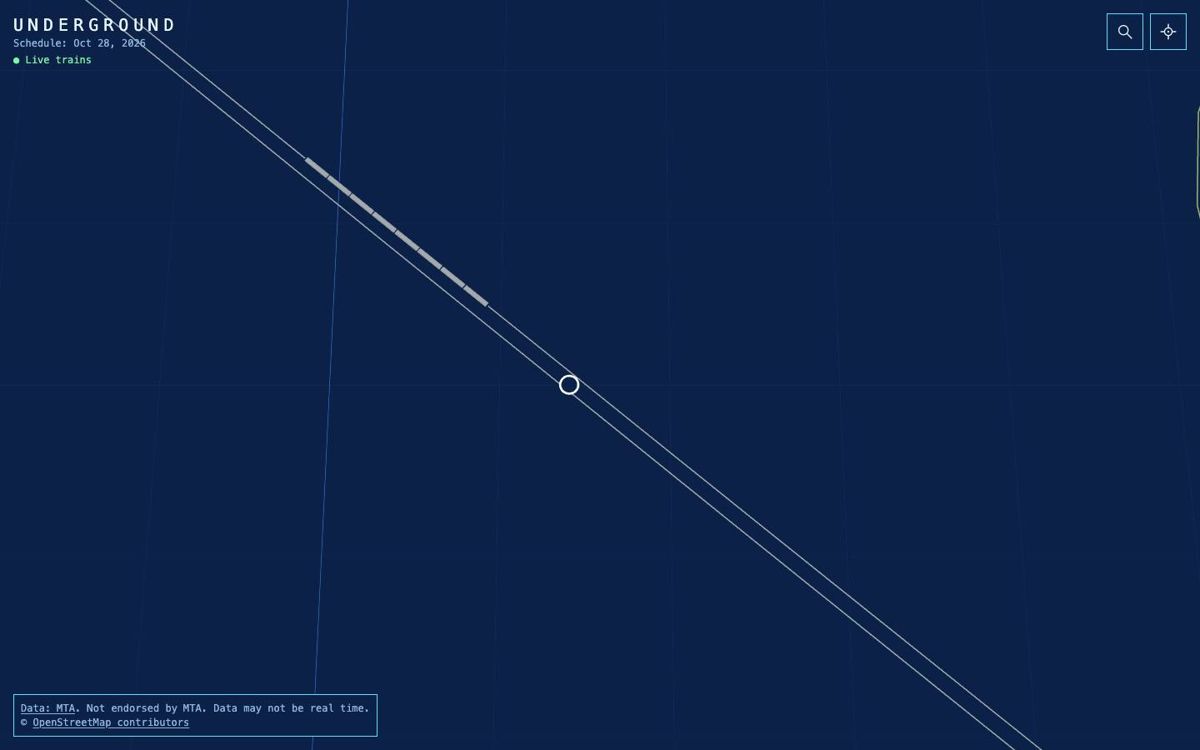 UNDERGROUND
Schedule: Oct 28, 2026
Live trains
Data: MTA. Not endorsed by MTA. Data may not be real time.
© OpenStreetMap contributors